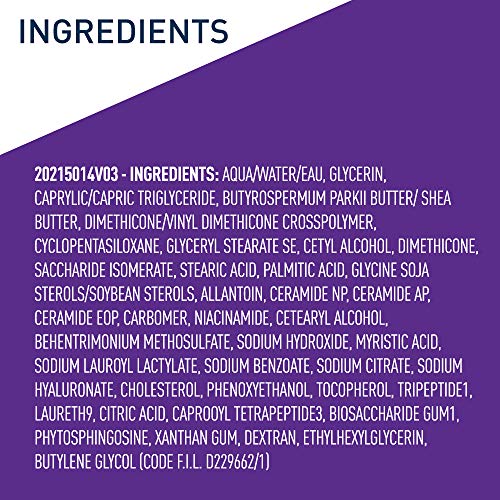 INGREDIENTS
20215014V03 - INGREDIENTS: AQUA/WATER/EAU, GLYCERIN,
CAPRYLIC/CAPRIC TRIGLYCERIDE, BUTYROSPERMUM PARKII BUTTER/ SHEA
BUTTER, DIMETHICONE/VINYL DIMETHICONE CROSSPOLYMER,
CYCLOPENTASILOXANE, GLYCERYL STEARATE SE, CETYL ALCOHOL, DIMETHICONE,
SACCHARIDE ISOMERATE, STEARIC ACID, PALMITIC ACID, GLYCINE SOJA
STEROLS/SOYBEAN STEROLS, ALLANTOIN, CERAMIDE NP, CERAMIDE AP,
CERAMIDE EOP, CARBOMER, NIACINAMIDE, CETEARYL ALCOHOL,
BEHENTRIMONIUM METHOSULFATE, SODIUM HYDROXIDE, MYRISTIC ACID,
SODIUM LAUROYL LACTYLATE, SODIUM BENZOATE, SODIUM CITRATE, SODIUM
HYALURONATE, CHOLESTEROL, PHENOXYETHANOL, TOCOPHEROL, TRIPEPTIDE1,
LAURETH9, CITRIC ACID, CAPROOYL TETRAPEPTIDE3, BIOSACCHARIDE GUM1,
PHYTOSPHINGOSINE, XANTHAN GUM, DEXTRAN, ETHYLHEXYLGLYCERIN,
BUTYLENE GLYCOL (CODE F.I.L. D229662/1)